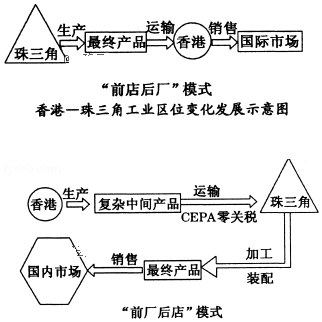 生产 运输 销售
珠三角 最终产品 香港 国际市场
“前店后厂”模式
香港—珠三角工业区位变化发展示意图
生产 运输
香港 复杂中间产品 珠三角
CEPA零关税
销售 加工
国内市场 最终产品
装配
“前厂后店”模式